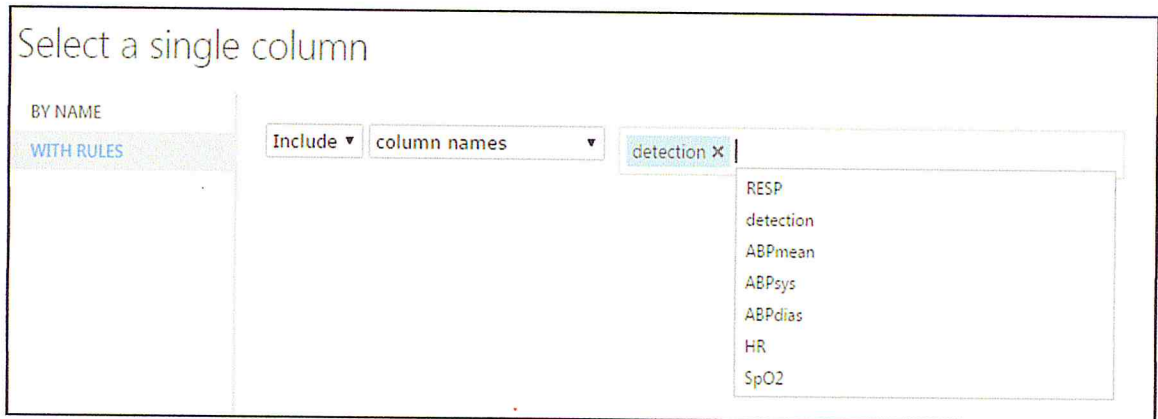 Select a single column
BY NAME
WITH RULES
Include ▼ column names ▼ detection ×
RESP
detection
ABPmean
ABPsys
ABPdias
HR
SpO2